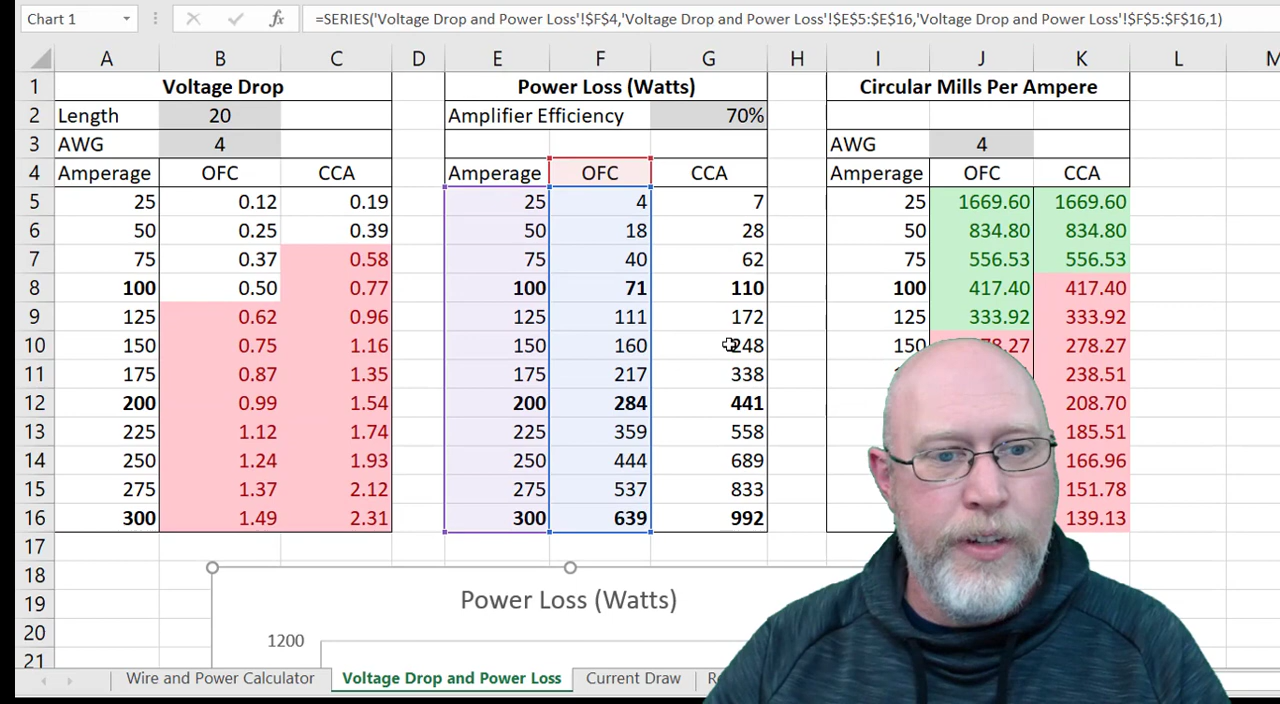 Chart 1 =SERIES('Voltage Drop and Power Loss'!$F$4,'Voltage Drop and Power Loss'!$E$5:$E$16,'Voltage Drop and Power Loss'!$F$5:$F$16,1)
A B C D E F G H I J K L M
1 Voltage Drop Power Loss (Watts) Circular Mills Per Ampere
2 Length 20 Amplifier Efficiency 70%
3 AWG 4 AWG 4
4 Amperage OFC CCA Amperage OFC CCA Amperage OFC CCA
5 25 0.12 0.19 25 4 7 25 1669.60 1669.60
6 50 0.25 0.39 50 18 28 50 834.80 834.80
7 75 0.37 0.58 75 40 62 75 556.53 556.53
8 100 0.50 0.77 100 71 110 100 417.40 417.40
9 125 0.62 0.96 125 111 172 125 333.92 333.92
10 150 0.75 1.16 150 160 248 150 278.27
11 175 0.87 1.35 175 217 338 238.51
12 200 0.99 1.54 200 284 441 208.70
13 225 1.12 1.74 225 359 558 185.51
14 250 1.24 1.93 250 444 689 166.96
15 275 1.37 2.12 275 537 833 151.78
16 300 1.49 2.31 300 639 992 139.13
17
18
19 Power Loss (Watts)
20 1200
21
Wire and Power Calculator Voltage Drop and Power Loss Current Draw